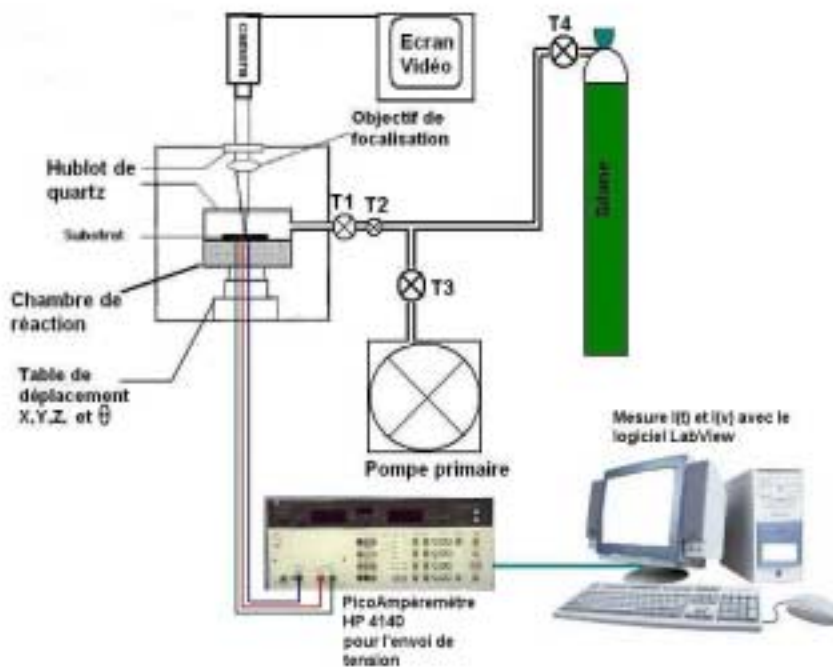 caméra
Ecran
Vidéo
T4
Objectif de
focalisation
Hublot de
quartz
T1
T2
Silane
Substrat
T3
Chambre de
réaction
Table de
déplacement
X,Y,Z, et θ
Pompe primaire
Mesure I(t) et I(v) avec le
logiciel LabView
PicoAmpèremètre
HP 4140
pour l'envoi de
tension